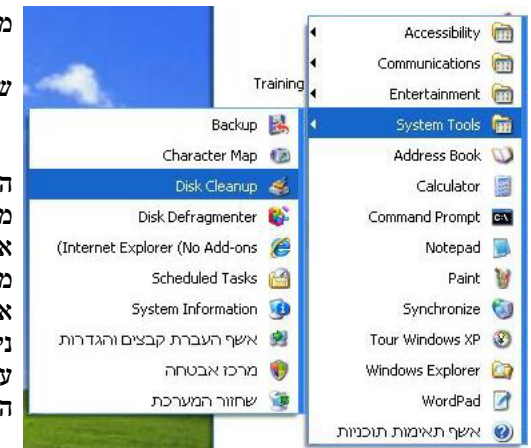 Training
Accessibility
Communications
Entertainment
System Tools
Address Book
Calculator
Command Prompt
Notepad
Paint
Synchronize
Tour Windows XP
Windows Explorer
WordPad
אשף תאימות תוכניות
Backup
Character Map
Disk Cleanup
Disk Defragmenter
(Internet Explorer (No Add-ons
Scheduled Tasks
System Information
אשף העברת קבצים והגדרות
מרכז אבטחה
שחזור המערכת